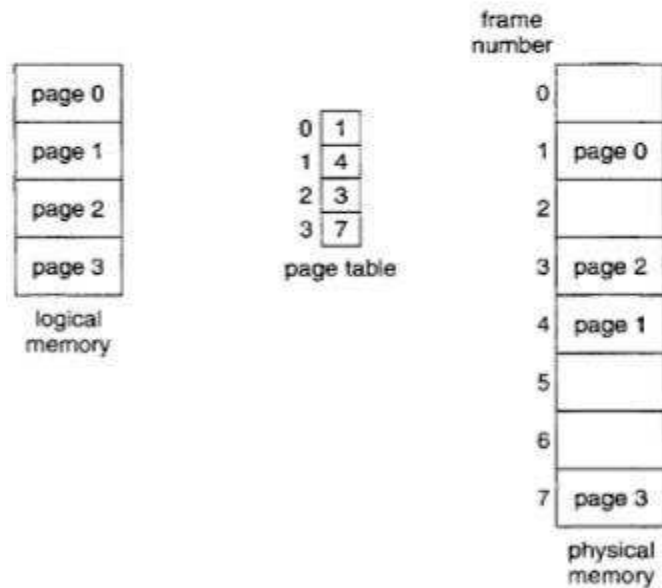 page 0
page 1
page 2
page 3
logical
memory
0 1
1 4
2 3
3 7
page table
frame
number
0
1 page 0
2
3 page 2
4 page 1
5
6
7 page 3
physical
memory